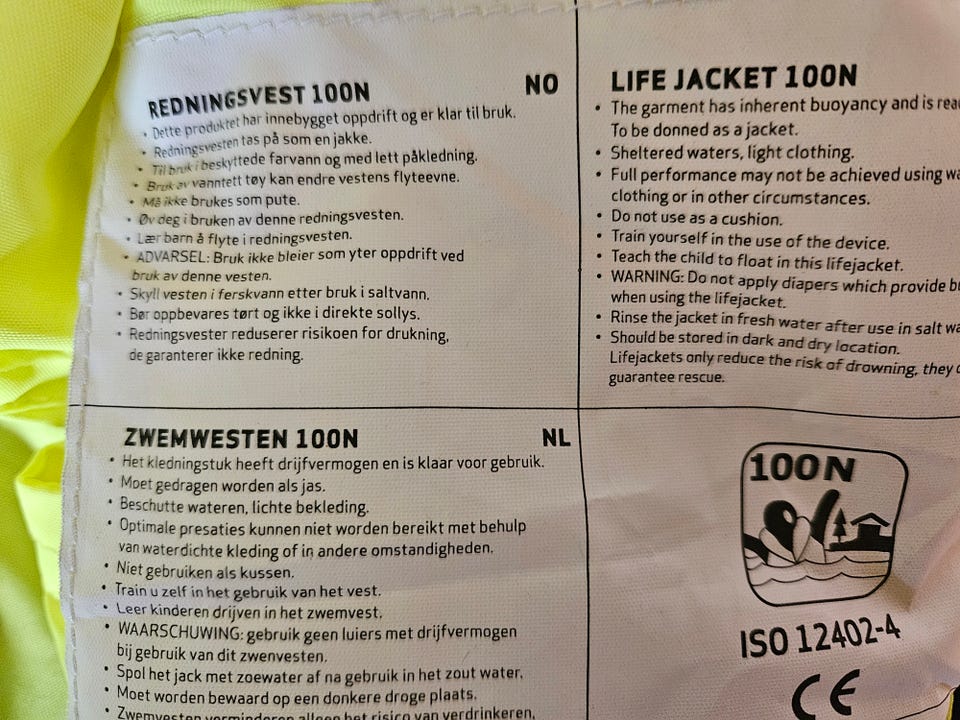 REDNINGSVEST 100N
NO
• Dette produktet har innebygget oppdrift og er klar til bruk.
• Redningsvesten tas på som en jakke.
• Til bruk i beskyttede farvann og med lett påkledning.
• Bruk av vanntett tøy kan endre vestens flyteevne.
• Må ikke brukes som pute.
• Øv deg i bruken av denne redningsvesten.
• Lær barn å flyte i redningsvesten.
• ADVARSEL: Bruk ikke bleier som yter oppdrift ved
bruk av denne vesten.
• Skyll vesten i ferskvann etter bruk i saltvann.
• Bør oppbevares tørt og ikke i direkte sollys.
• Redningsvester reduserer risikoen for drukning,
de garanterer ikke redning.
LIFE JACKET 100N
• The garment has inherent buoyancy and is
To be donned as a jacket.
• Sheltered waters, light clothing.
• Full performance may not be achieved using
clothing or in other circumstances.
• Do not use as a cushion.
• Train yourself in the use of the device.
• Teach the child to float in this lifejacket.
• WARNING: Do not apply diapers which provide
when using the lifejacket.
• Rinse the jacket in fresh water after use in salt
• Should be stored in dark and dry location.
Lifejackets only reduce the risk of drowning, they
guarantee rescue.
ZWEMWESTEN 100N
NL
• Het kledningstuk heeft drijfvermogen en is klaar voor gebruik.
• Moet gedragen worden als jas.
• Beschutte wateren, lichte bekleding.
• Optimale presaties kunnen niet worden bereikt met behulp
van waterdichte kleding of in andere omstandigheden.
• Niet gebruiken als kussen.
• Train u zelf in het gebruik van het vest.
• Leer kinderen drijven in het zwemvest.
• WAARSCHUWING: gebruik geen luiers met drijfvermogen
bij gebruik van dit zwenvesten.
• Spol het jack met zoewater af na gebruik in het zout water.
• Moet worden bewaard op een donkere droge plaats.
• Zwemvesten verminderen alleen het risico van verdrinkeren,
100N
ISO 12402-4
CE